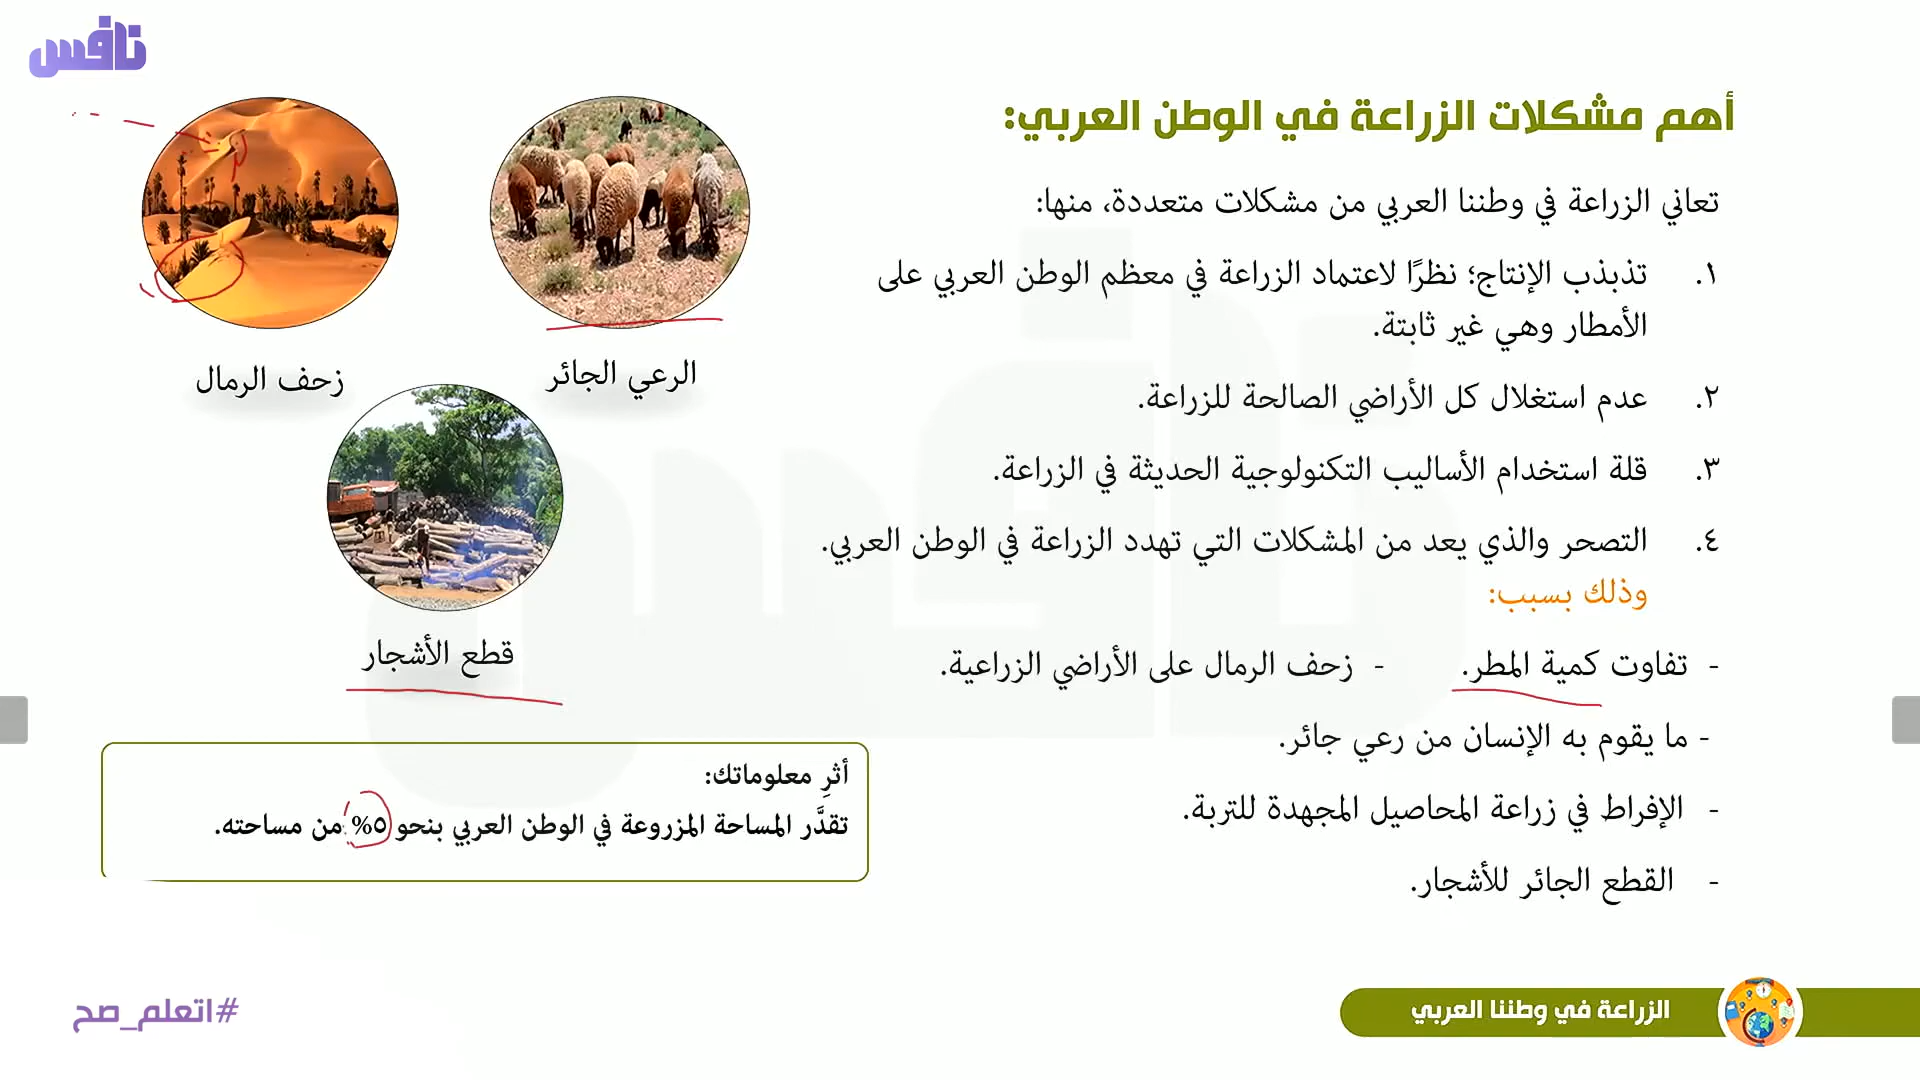 نافس
أهم مشكلات الزراعة في الوطن العربي:
تعاني الزراعة في وطننا العربي من مشكلات متعددة، منها:
١. تذبذب الإنتاج؛ نظرًا لاعتماد الزراعة في معظم الوطن العربي على
الأمطار وهي غير ثابتة.
٢. عدم استغلال كل الأراضي الصالحة للزراعة.
٣. قلة استخدام الأساليب التكنولوجية الحديثة في الزراعة.
٤. التصحر والذي يعد من المشكلات التي تهدد الزراعة في الوطن العربي.
وذلك بسبب:
- تفاوت كمية المطر. - زحف الرمال على الأراضي الزراعية.
- ما يقوم به الإنسان من رعي جائر.
- الإفراط في زراعة المحاصيل المجهدة للتربة.
- القطع الجائر للأشجار.
الرعي الجائر
زحف الرمال
قطع الأشجار
أثرِ معلوماتك:
تقدَّر المساحة المزروعة في الوطن العربي بنحو ٥% من مساحته.
الزراعة في وطننا العربي
#اتعلم_صح